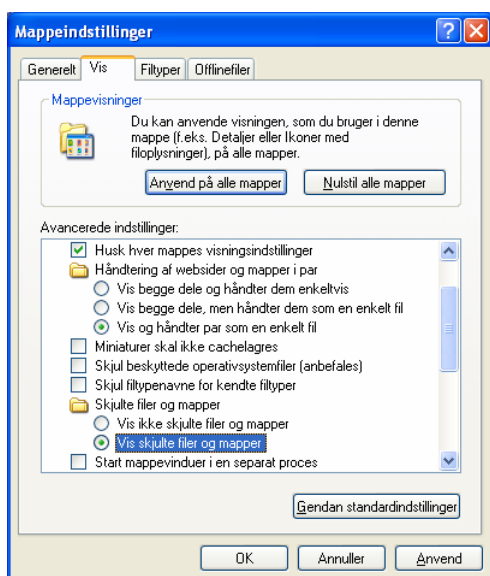 Mappeindstillinger
Generelt Vis Filtyper Offlinefiler
Mappevisninger
Du kan anvende visningen, som du bruger i denne
mappe (f.eks. Detaljer eller Ikoner med
filoplysninger), på alle mapper.
Anvend på alle mapper Nulstil alle mapper
Avancerede indstillinger:
Husk hver mappes visningsindstillinger
Håndtering af websider og mapper i par
Vis begge dele og håndter dem enkeltvis
Vis begge dele, men håndter dem som en enkelt fil
Vis og håndter par som en enkelt fil
Miniaturer skal ikke cachelagres
Skjul beskyttede operativsystemfiler (anbefales)
Skjul filtypenavne for kendte filtyper
Skjulte filer og mapper
Vis ikke skjulte filer og mapper
Vis skjulte filer og mapper
Start mappevinduer i en separat proces
Gendan standardindstillinger
OK Annuller Anvend